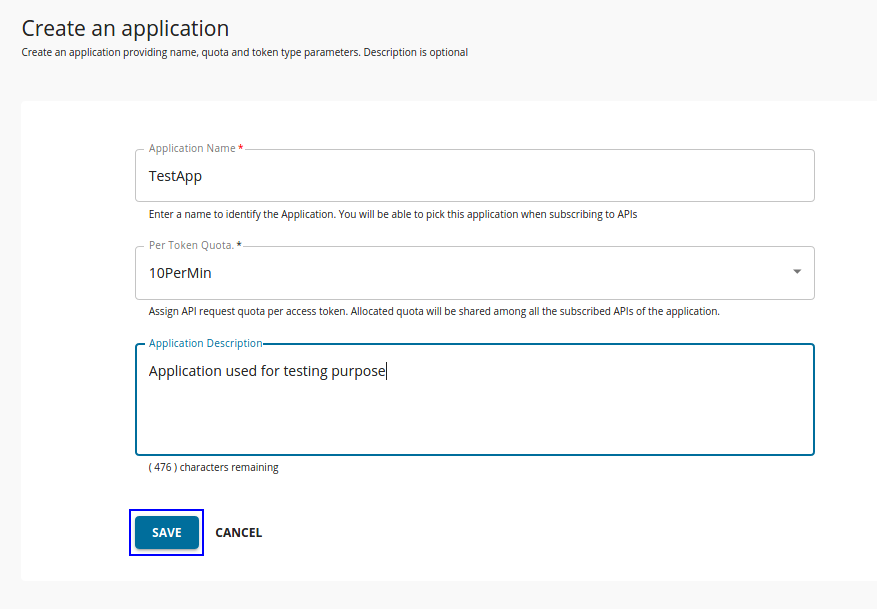 Create an application
Create an application providing name, quota and token type parameters. Description is optional
Application Name *
TestApp
Enter a name to identify the Application. You will be able to pick this application when subscribing to APIs
Per Token Quota. *
10PerMin
Assign API request quota per access token. Allocated quota will be shared among all the subscribed APIs of the application.
Application Description
Application used for testing purpose
( 476 ) characters remaining
SAVE CANCEL